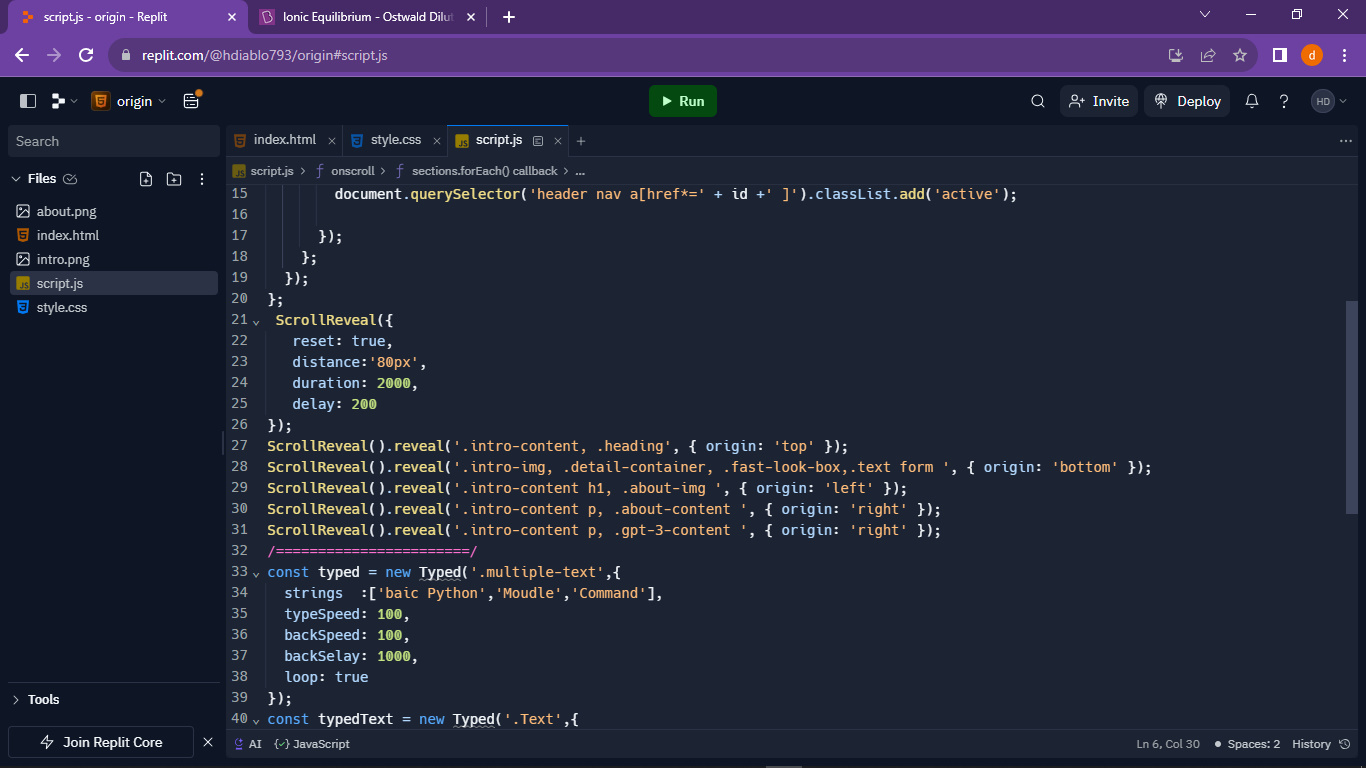 script.js - origin - Replit
Ionic Equilibrium - Ostwald Dilut
replit.com/@hdiablo793/origin#script.js
d
origin
Run
Invite
Deploy
HD
Search
index.html
style.css
script.js
Files
script.js > onscroll > sections.forEach() callback > ...
about.png
index.html
intro.png
script.js
style.css
15 document.querySelector('header nav a[href*=' + id +' ]').classList.add('active');
16
17 });
18 };
19 });
20 };
21 ScrollReveal({
22 reset: true,
23 distance:'80px',
24 duration: 2000,
25 delay: 200
26 });
27 ScrollReveal().reveal('.intro-content, .heading', { origin: 'top' });
28 ScrollReveal().reveal('.intro-img, .detail-container, .fast-look-box,.text form ', { origin: 'bottom' });
29 ScrollReveal().reveal('.intro-content h1, .about-img ', { origin: 'left' });
30 ScrollReveal().reveal('.intro-content p, .about-content ', { origin: 'right' });
31 ScrollReveal().reveal('.intro-content p, .gpt-3-content ', { origin: 'right' });
32 /=======================/
33 const typed = new Typed('.multiple-text',{
34 strings  :['baic Python','Moudle','Command'],
35 typeSpeed: 100,
36 backSpeed: 100,
37 backSelay: 1000,
38 loop: true
39 });
40 const typedText = new Typed('.Text',{
Tools
Join Replit Core
AI
{✓} JavaScript
Ln 6, Col 30
Spaces: 2
History